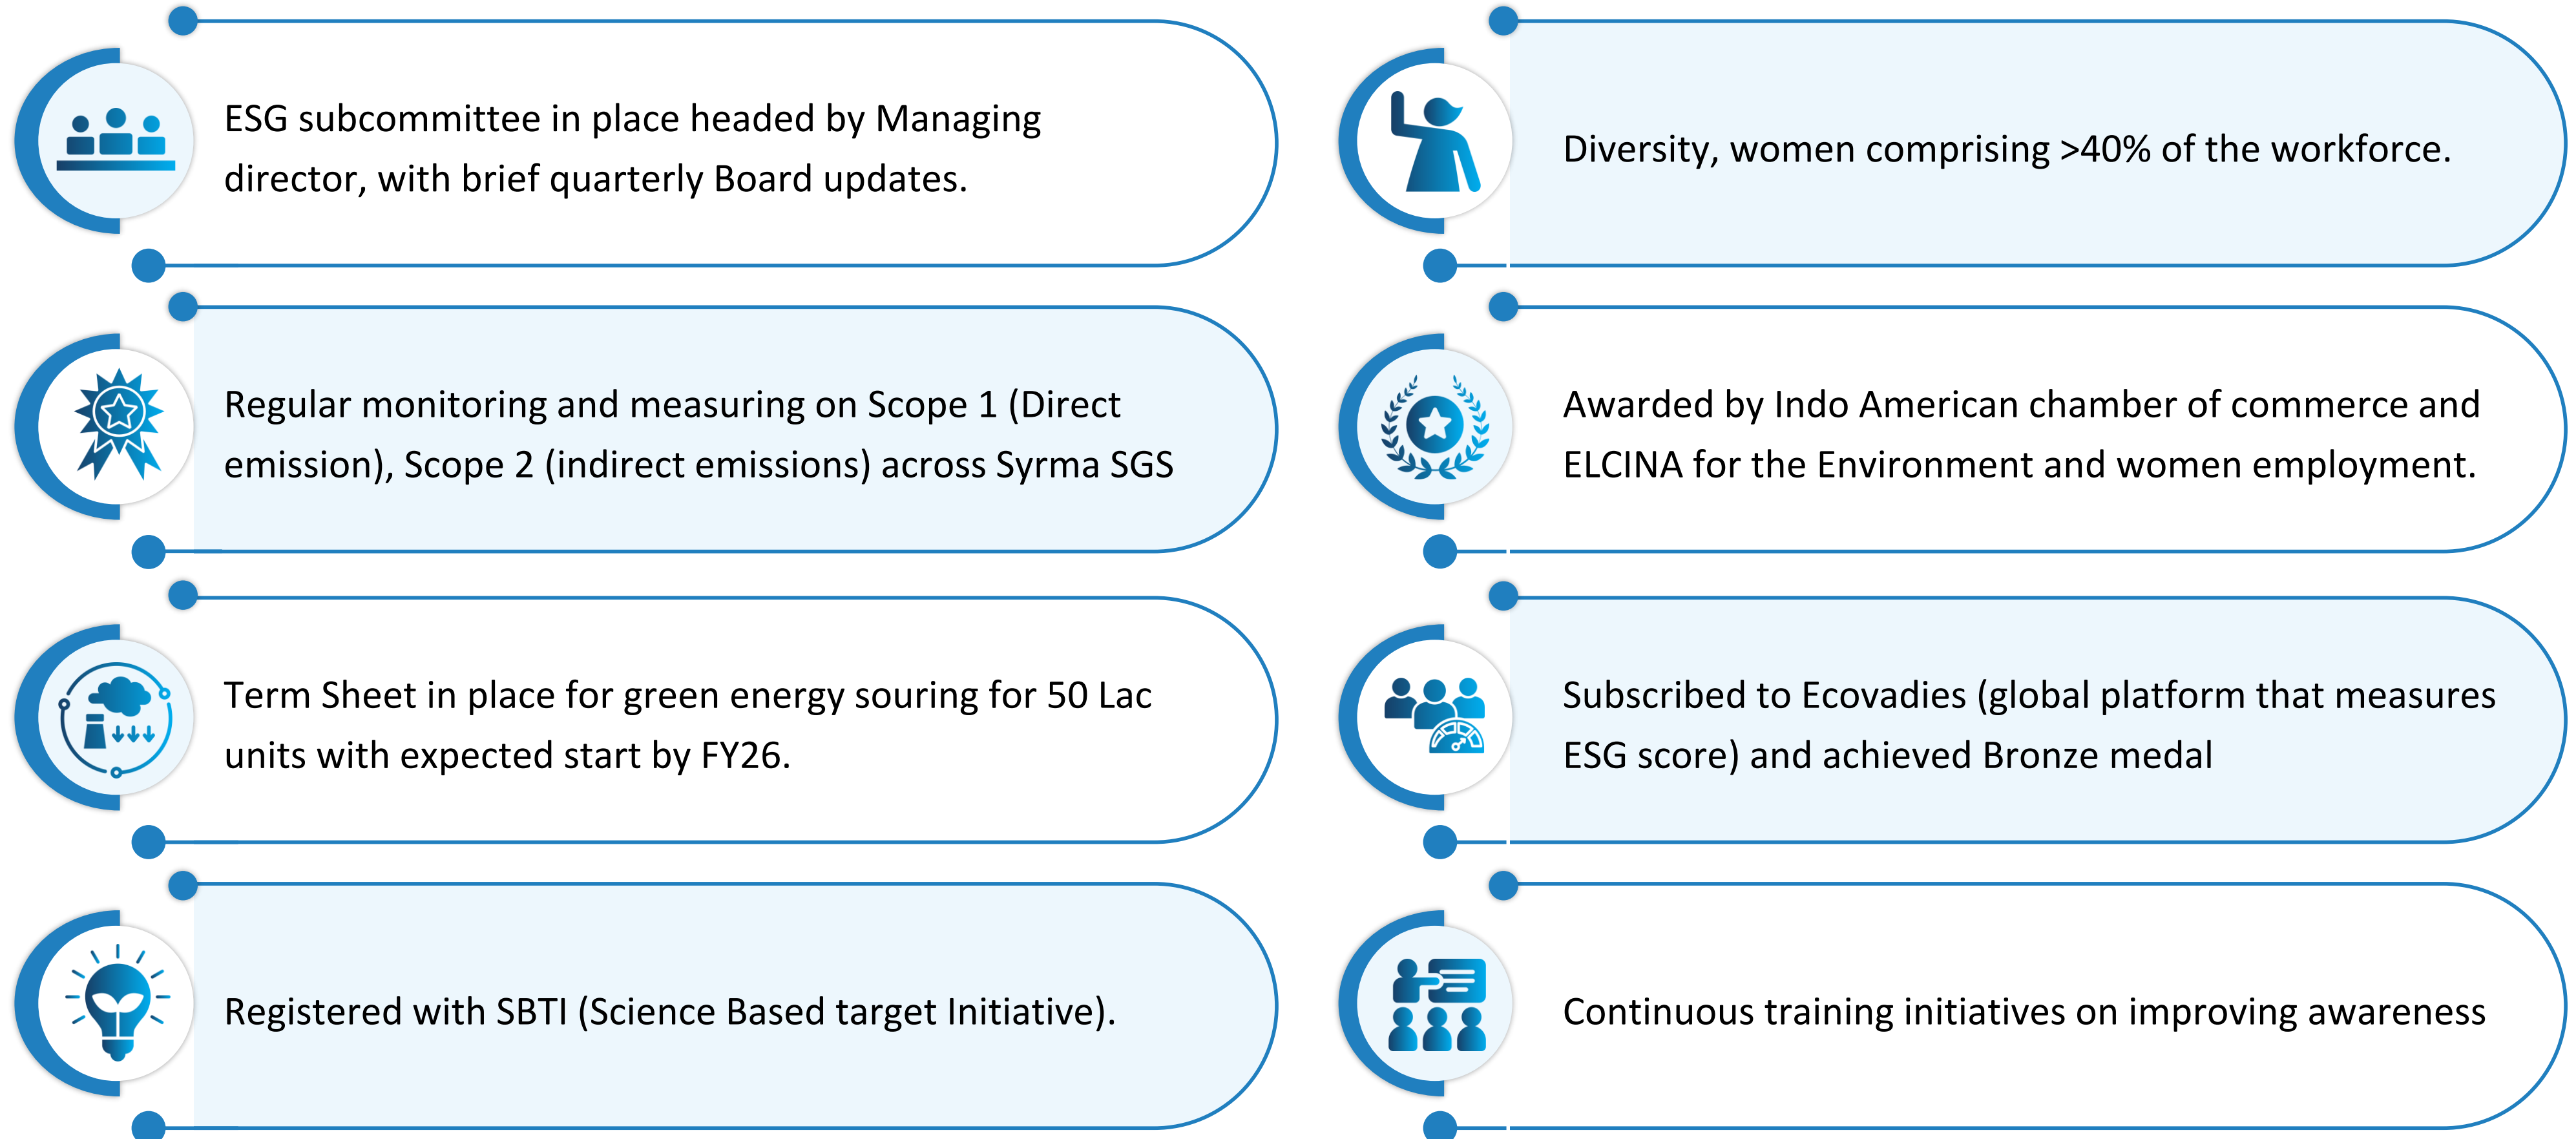 ESG subcommittee in place headed by Managing
director, with brief quarterly Board updates.
Regular monitoring and measuring on Scope 1 (Direct
emission), Scope 2 (indirect emissions) across Syrma SGS
Term Sheet in place for green energy souring for 50 Lac
units with expected start by FY26.
Registered with SBTI (Science Based target Initiative).
Diversity, women comprising >40% of the workforce.
Awarded by Indo American chamber of commerce and
ELCINA for the Environment and women employment.
Subscribed to Ecovadies (global platform that measures
ESG score) and achieved Bronze medal
Continuous training initiatives on improving awareness